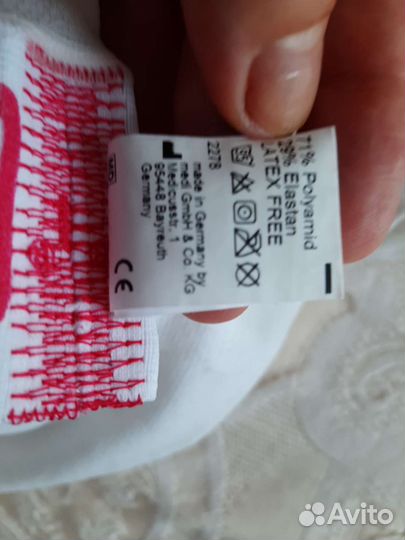 71% Polyamid
29% Elastan
LATEX FREE
2278
made in Germany by
medi GmbH & Co. KG
Medicusstr. 1
95448 Bayreuth
Germany
MD
CE
Avito